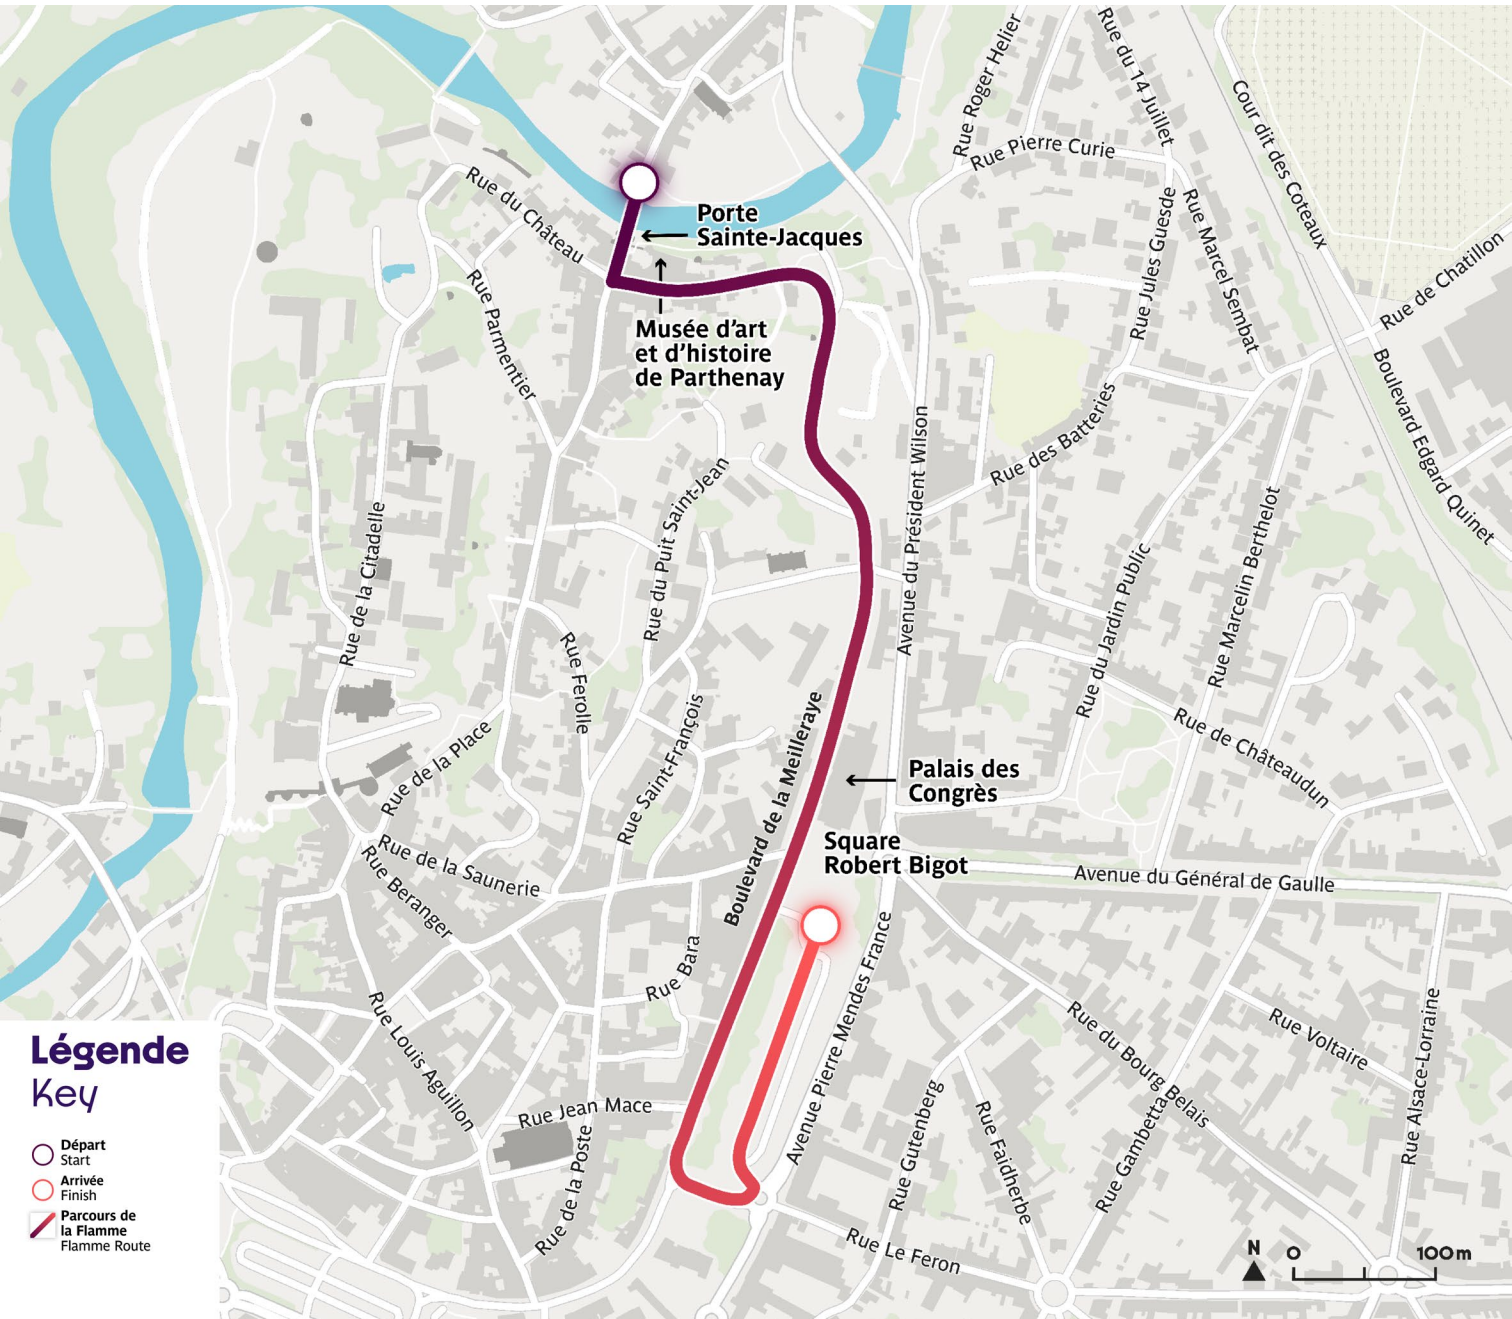 Rue Roger Helier
Rue du 14 Juillet
Cour dit des Coteaux
Rue Pierre Curie
Rue du Château
Porte
Sainte-Jacques
Rue Jules Guesde
Rue Marcel Sembat
Rue de Chatillon
Rue Parmentier
Musée d'art
et d'histoire
de Parthenay
Rue des Batteries
Boulevard Edgard Quinet
Avenue du Président Wilson
Rue du Puit Saint-Jean
Rue de la Citadelle
Rue Marcelin Berthelot
Rue du Jardin Public
Rue Ferolle
Rue Saint-François
Boulevard de la Meilleraye
Rue de la Place
Rue de Châteaudun
Palais des
Congrès
Square
Robert Bigot
Rue de la Saunerie
Rue Beranger
Avenue du Général de Gaulle
Rue Bara
Avenue Pierre Mendes France
Rue Louis Aguillon
Rue Jean Mace
Rue de la Poste
Rue du Bourg Belais
Rue Voltaire
Rue Alsace-Lorraine
Rue Gutenberg
Rue Faidherbe
Rue Gambetta
Rue Le Feron
Légende
Key
Départ
Start
Arrivée
Finish
Parcours de
la Flamme
Flamme Route
N
0
100m